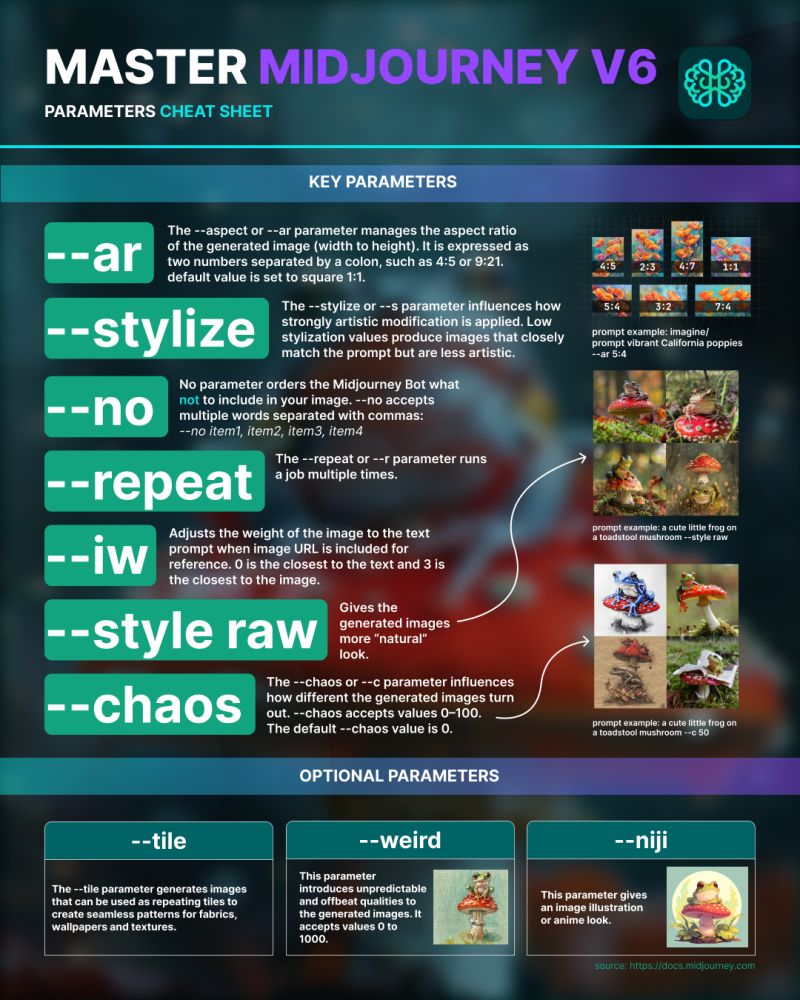 MASTER MIDJOURNEY V6
PARAMETERS CHEAT SHEET
KEY PARAMETERS
--ar
The --aspect or --ar parameter manages the aspect ratio
of the generated image (width to height). It is expressed as
two numbers separated by a colon, such as 4:5 or 9:21.
default value is set to square 1:1.
4:5
2:3
4:7
1:1
5:4
3:2
7:4
prompt example: imagine/
prompt vibrant California poppies
--ar 5:4
--stylize
The --stylize or --s parameter influences how
strongly artistic modification is applied. Low
stylization values produce images that closely
match the prompt but are less artistic.
--no
No parameter orders the Midjourney Bot what
not to include in your image. --no accepts
multiple words separated with commas:
--no item1, item2, item3, item4
--repeat
The --repeat or --r parameter runs
a job multiple times.
--iw
Adjusts the weight of the image to the text
prompt when image URL is included for
reference. 0 is the closest to the text and 3 is
the closest to the image.
--style raw
Gives the
generated images
more “natural”
look.
prompt example: a cute little frog on
a toadstool mushroom --style raw
--chaos
The --chaos or --c parameter influences
how different the generated images turn
out. --chaos accepts values 0–100.
The default --chaos value is 0.
prompt example: a cute little frog on
a toadstool mushroom --c 50
OPTIONAL PARAMETERS
--tile
The --tile parameter generates images
that can be used as repeating tiles to
create seamless patterns for fabrics,
wallpapers and textures.
--weird
This parameter
introduces unpredictable
and offbeat qualities to
the generated images. It
accepts values 0 to
1000.
--niji
This parameter gives
an image illustration
or anime look.
source: https://docs.midjourney.com